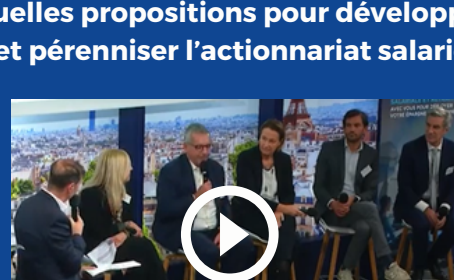 uelles propositions pour développ
et pérenniser l’actionnariat salari